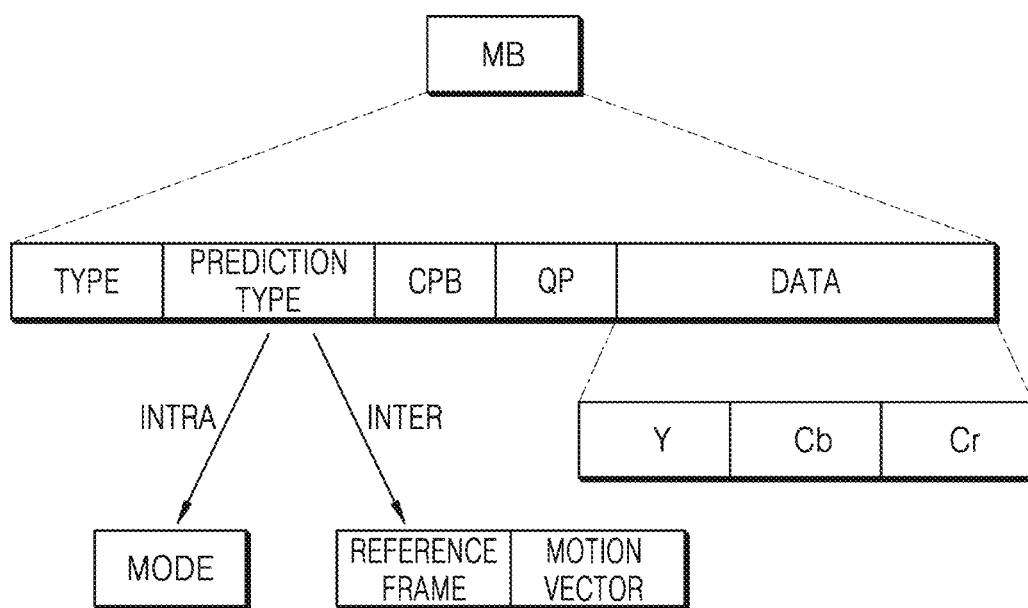 MB
TYPE
PREDICTION
TYPE
CPB
QP
DATA
INTRA
INTER
Y
Cb
Cr
MODE
REFERENCE
FRAME
MOTION
VECTOR